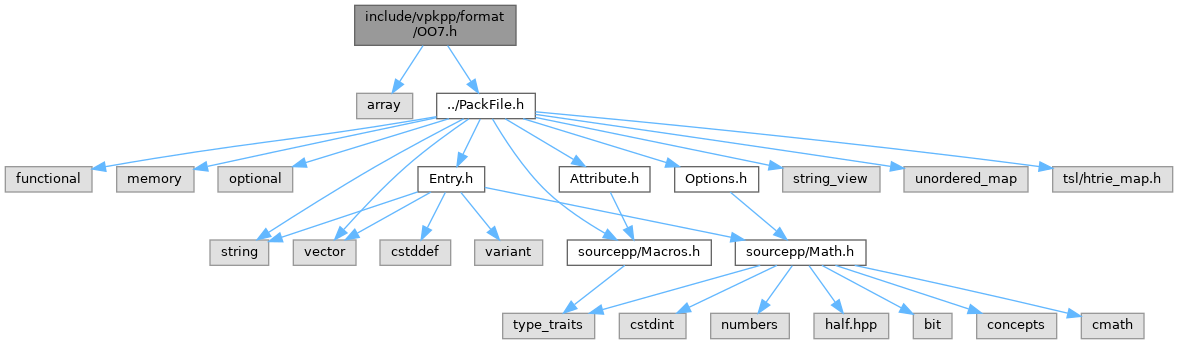 include/vpkpp/format
/OO7.h
array
../PackFile.h
functional
memory
optional
Entry.h
Attribute.h
Options.h
string_view
unordered_map
tsl/htrie_map.h
string
vector
cstddef
variant
sourcepp/Macros.h
sourcepp/Math.h
type_traits
cstdint
numbers
half.hpp
bit
concepts
cmath